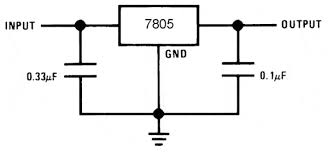 INPUT
7805
OUTPUT
GND
0.33µF
0.1µF